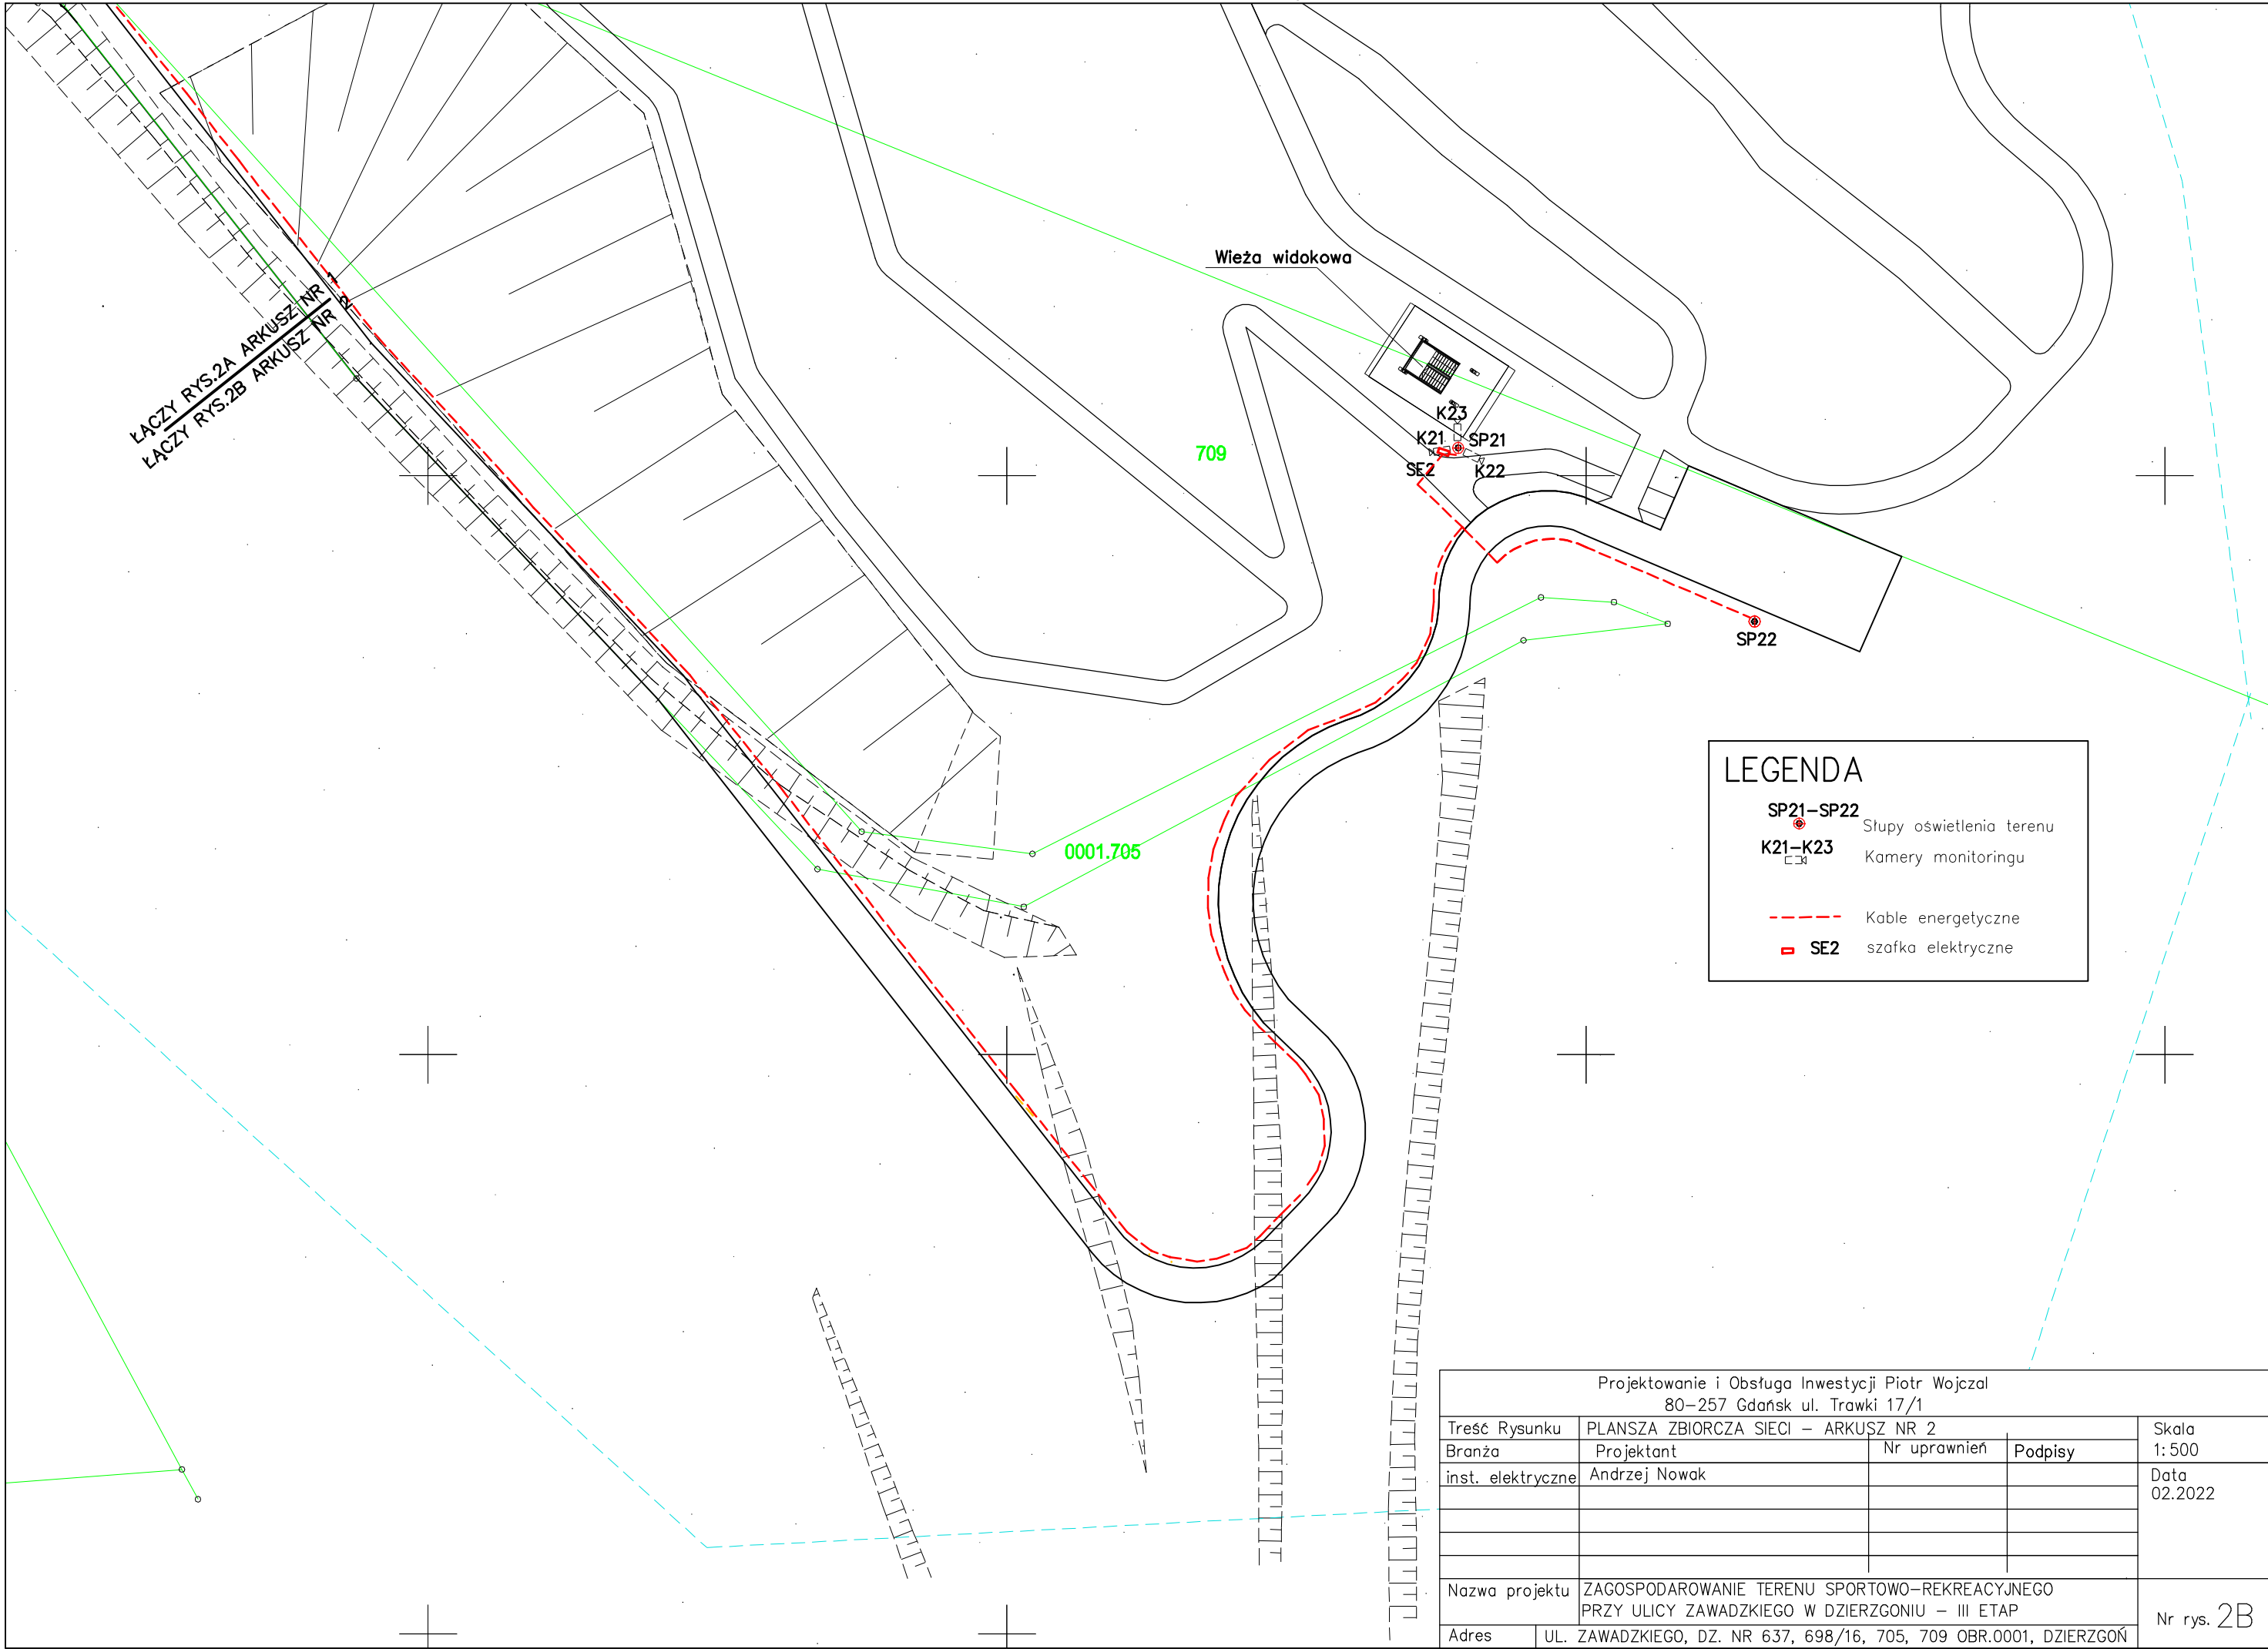 Wieża widokowa
ŁĄCZY RYS.2A ARKUSZ NR 1
ŁĄCZY RYS.2B ARKUSZ NR 2
709
K23
K21
SP21
SE2
K22
SP22
0001.705
LEGENDA
SP21-SP22
Słupy oświetlenia terenu
K21-K23
Kamery monitoringu
Kable energetyczne
SE2 szafka elektryczne
Projektowanie i Obsługa Inwestycji Piotr Wojczal
80-257 Gdańsk ul. Trawki 17/1
Treść Rysunku PLANSZA ZBIORCZA SIECI - ARKUSZ NR 2
Skala
1:500
Branża Projektant Nr uprawnień Podpisy
inst. elektryczne Andrzej Nowak
Data
02.2022
Nazwa projektu ZAGOSPODAROWANIE TERENU SPORTOWO-REKREACYJNEGO
PRZY ULICY ZAWADZKIEGO W DZIERZGONIU - III ETAP
Nr rys. 2B
Adres UL. ZAWADZKIEGO, DZ. NR 637, 698/16, 705, 709 OBR.0001, DZIERZGOŃ